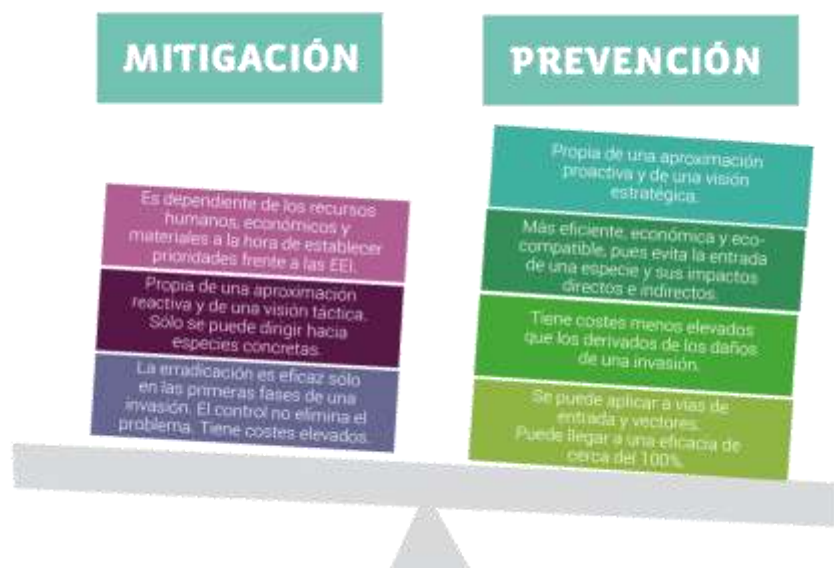 MITIGACIÓN
Es dependiente de los recursos
humanos, económicos y
materiales a la hora de establecer
prioridades frente a las EEI.
Propia de una aproximación
reactiva y de una visión táctica.
Sólo se puede dirigir hacia
especies concretas.
La erradicación es eficaz sólo
en las primeras fases de una
invasión. El control no elimina el
problema. Tiene costes elevados.
PREVENCIÓN
Propia de una aproximación
proactiva y de una visión
estratégica.
Más eficiente, económica y eco-
compatible, pues evita la entrada
de una especie y sus impactos
directos e indirectos.
Tiene costes menos elevados
que los derivados de los daños
de una invasión.
Se puede aplicar a vías de
entrada y vectores.
Puede llegar a una eficacia de
cerca del 100%.